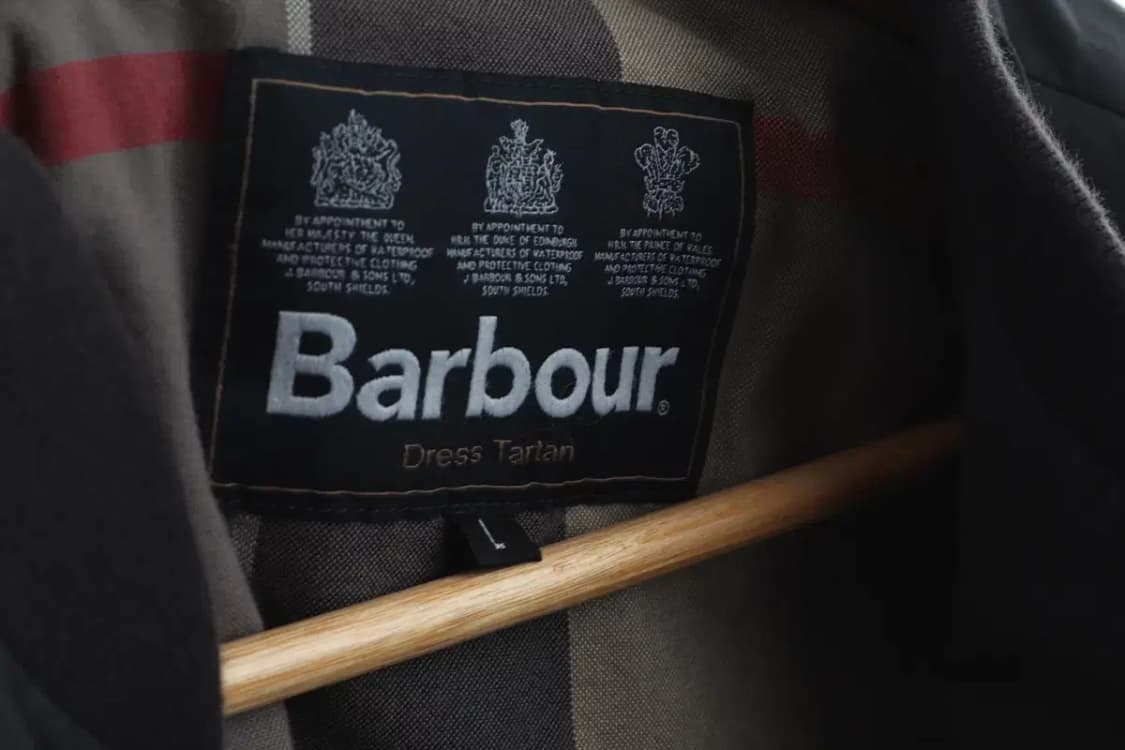 BY APPOINTMENT TO
HER MAJESTY THE QUEEN
MANUFACTURERS OF WATERPROOF
AND PROTECTIVE CLOTHING
J. BARBOUR & SONS LTD,
SOUTH SHIELDS.
BY APPOINTMENT TO
H.R.H. THE DUKE OF EDINBURGH
MANUFACTURERS OF WATERPROOF
AND PROTECTIVE CLOTHING
J. BARBOUR & SONS LTD,
SOUTH SHIELDS.
BY APPOINTMENT TO
H.R.H. THE PRINCE OF WALES
MANUFACTURERS OF WATERPROOF
AND PROTECTIVE CLOTHING
J. BARBOUR & SONS LTD,
SOUTH SHIELDS.
Barbour®
Dress Tartan